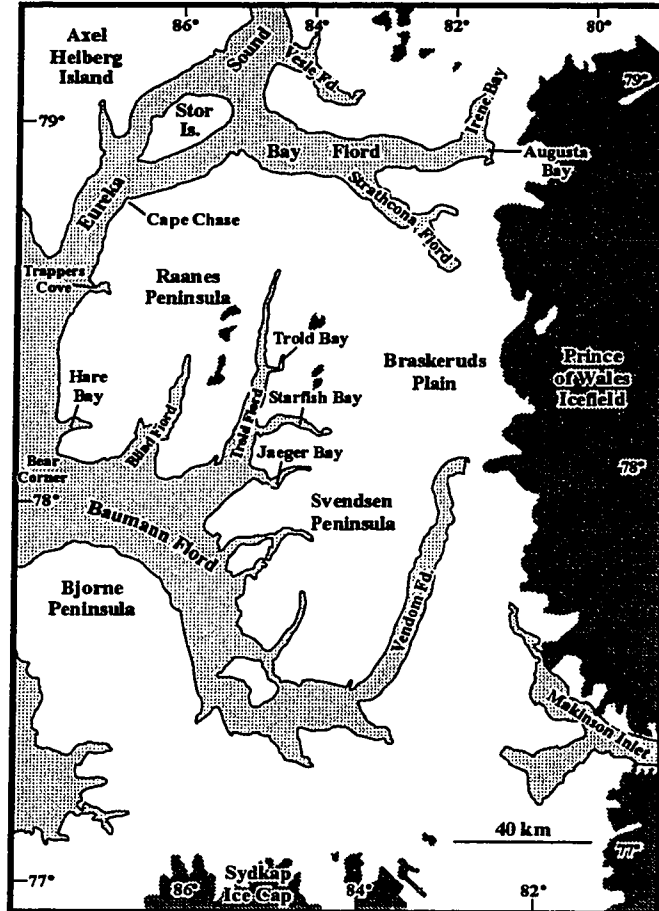 86°
84°
82°
80°
Axel
Heiberg
Island
Sound
Vesle Fd.
79°
79°
Stor
Is.
Irene Bay
Bay Fiord
Augusta
Bay
Eureka
Strathcona Fiord
Cape Chase
Trappers
Cove
Raanes
Peninsula
Trold Bay
Braskeruds
Plain
Prince
of Wales
Icefield
Hare
Bay
Starfish Bay
Blind Fiord
Trold Fiord
Jaeger Bay
Bear
Corner
78°
78°
Svendsen
Peninsula
Baumann Fiord
Bjorne
Peninsula
Vendom Fd.
Makinson Inlet
40 km
77°
77°
Sydkap
Ice Cap
86°
84°
82°